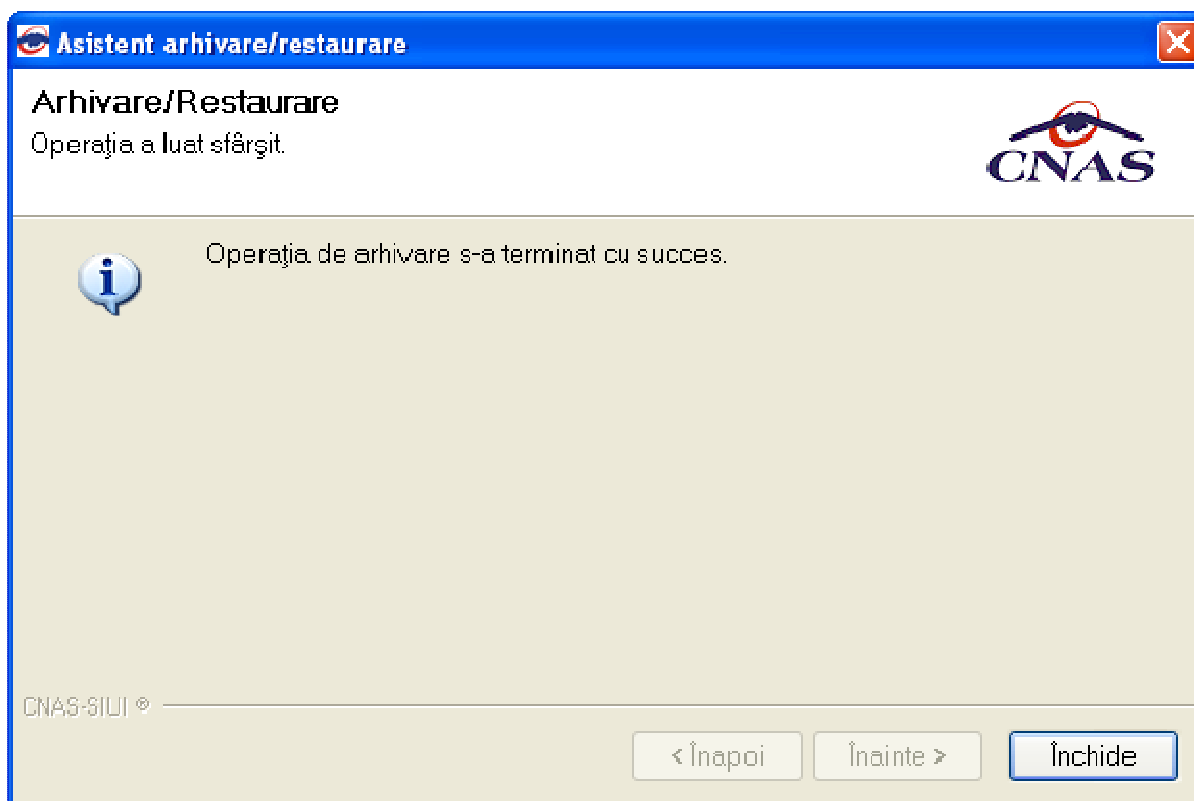 Asistent arhivare/restaurare
Arhivare/Restaurare
Operaţia a luat sfârşit.
CNAS
Operaţia de arhivare s-a terminat cu succes.
CNAS-SIUI ®
< Înapoi
Înainte >
Închide